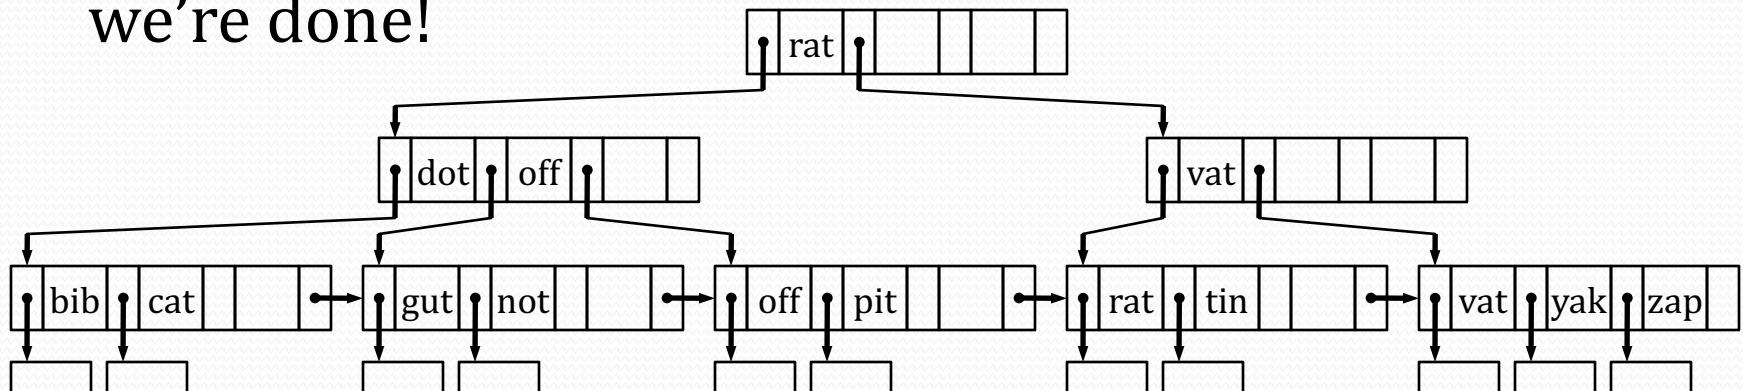 we’re done!
rat
dot off
vat
bib cat
gut not
off pit
rat tin
vat yak zap